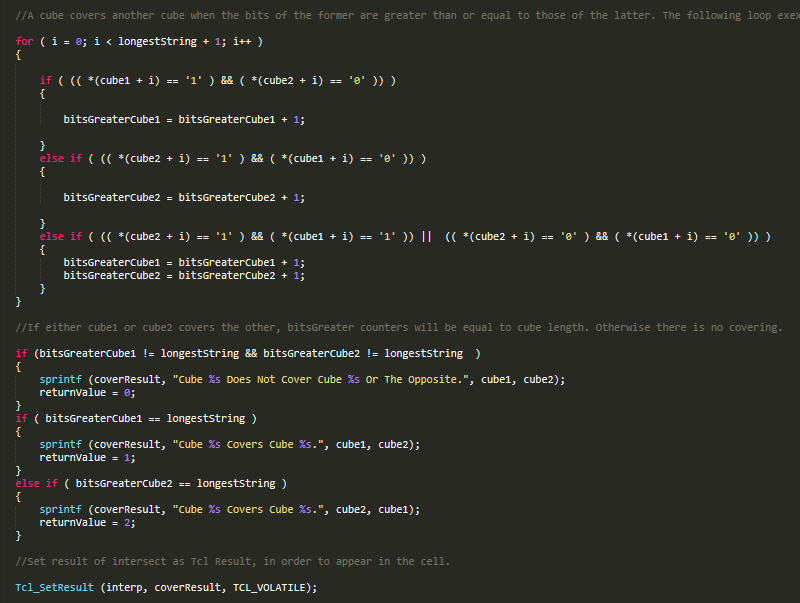 //A cube covers another cube when the bits of the former are greater than or equal to those of the latter. The following loop exex
for ( i = 0; i < longestString + 1; i++ )
{
if ( (( *(cube1 + i) == '1' ) && ( *(cube2 + i) == '0' )) )
{
bitsGreaterCube1 = bitsGreaterCube1 + 1;
}
else if ( (( *(cube2 + i) == '1' ) && ( *(cube1 + i) == '0' )) )
{
bitsGreaterCube2 = bitsGreaterCube2 + 1;
}
else if ( (( *(cube2 + i) == '1' ) && ( *(cube1 + i) == '1' )) || (( *(cube2 + i) == '0' ) && ( *(cube1 + i) == '0' )) )
{
bitsGreaterCube1 = bitsGreaterCube1 + 1;
bitsGreaterCube2 = bitsGreaterCube2 + 1;
}
}
//If either cube1 or cube2 covers the other, bitsGreater counters will be equal to cube length. Otherwise there is no covering.
if (bitsGreaterCube1 != longestString && bitsGreaterCube2 != longestString  )
{
sprintf (coverResult, "Cube %s Does Not Cover Cube %s Or The Opposite.", cube1, cube2);
returnValue = 0;
}
if ( bitsGreaterCube1 == longestString )
{
sprintf (coverResult, "Cube %s Covers Cube %s.", cube1, cube2);
returnValue = 1;
}
else if ( bitsGreaterCube2 == longestString )
{
sprintf (coverResult, "Cube %s Covers Cube %s.", cube2, cube1);
returnValue = 2;
}
//Set result of intersect as Tcl Result, in order to appear in the cell.
Tcl_SetResult (interp, coverResult, TCL_VOLATILE);